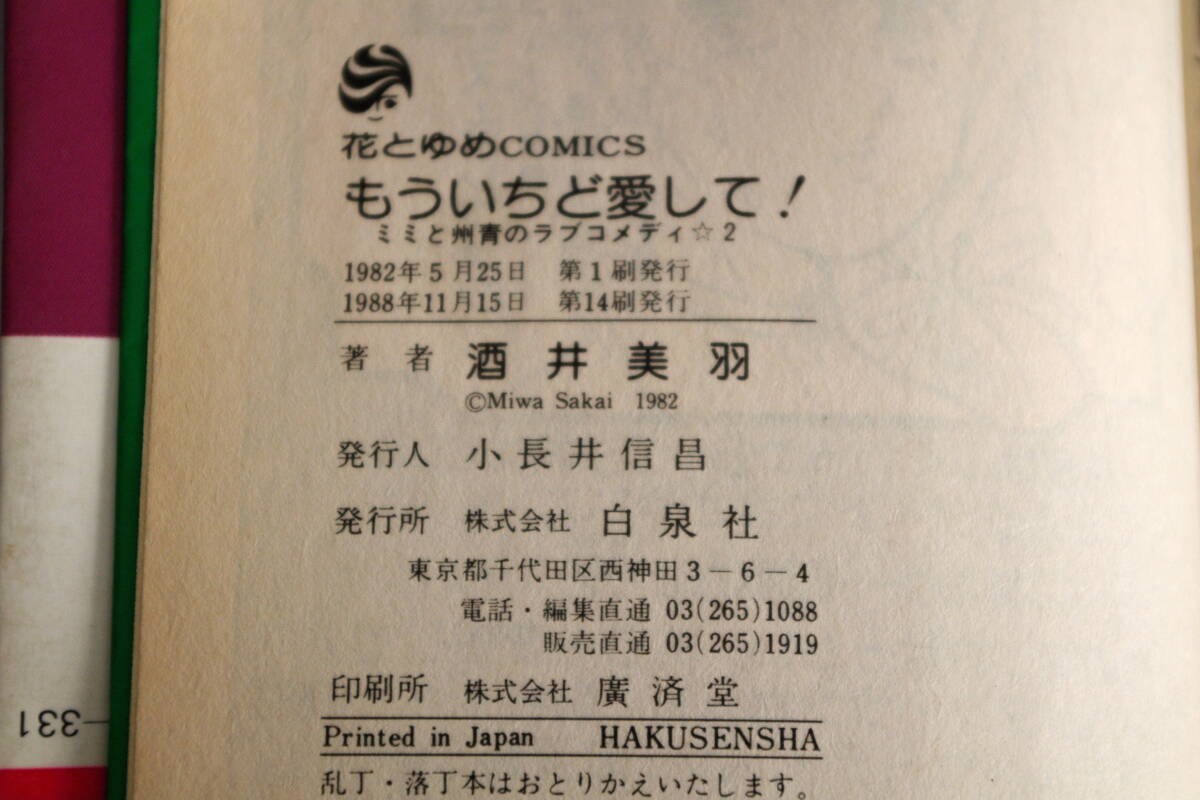 花とゆめCOMICS
もういちど愛して!
ミミと州青のラブコメディ☆2
1982年5月25日 第1刷発行
1988年11月15日 第14刷発行
著者 酒井美羽
©Miwa Sakai 1982
発行人 小長井信昌
発行所 株式会社 白泉社
東京都千代田区西神田3-6-4
電話・編集直通 03(265)1088
販売直通 03(265)1919
印刷所 株式会社 廣済堂
Printed in Japan HAKUSENSHA
乱丁・落丁本はおとりかえいたします。
-331